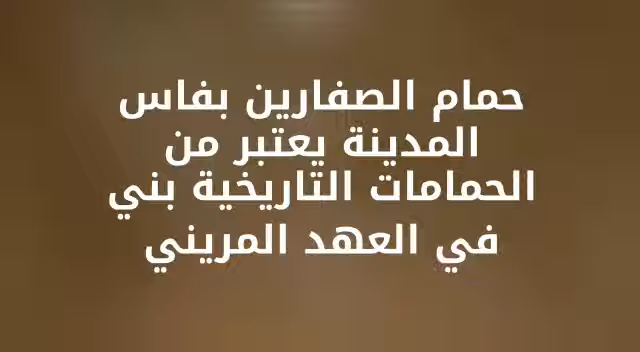 حمام الصفارين بفاس
المدينة يعتبر من
الحمامات التاريخية بني
في العهد المريني